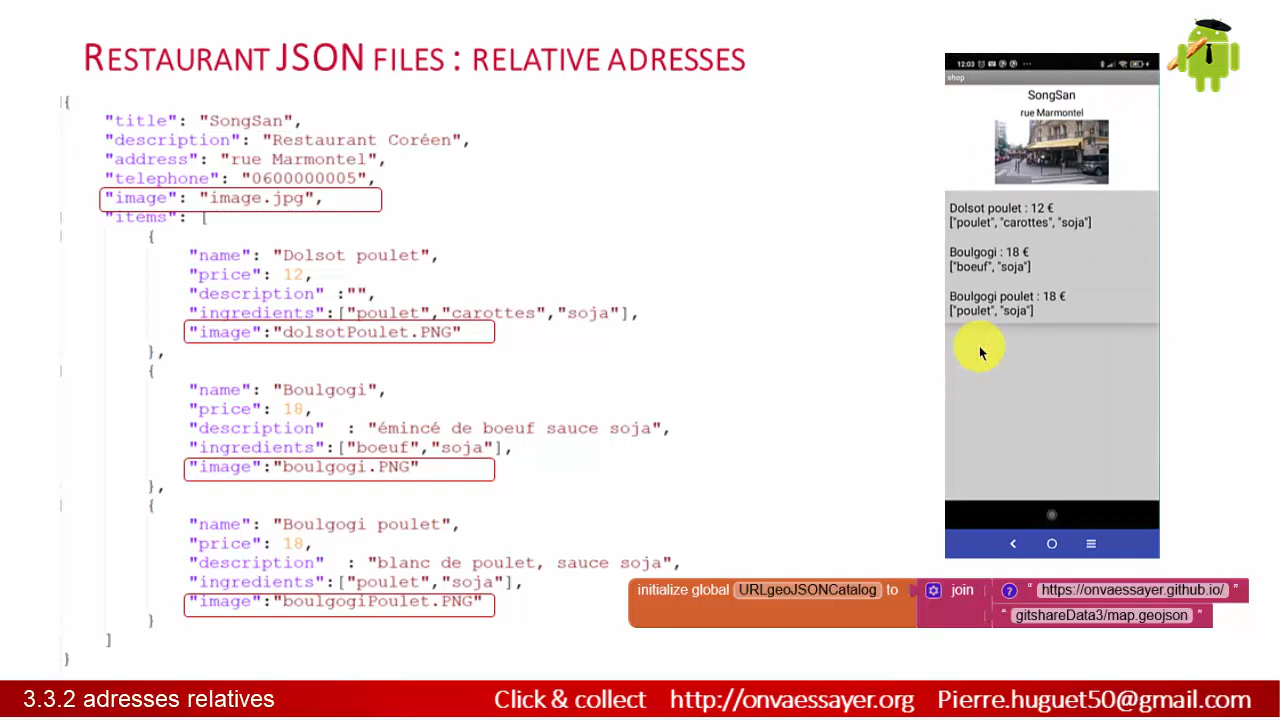 RESTAURANT JSON FILES : RELATIVE ADRESSES
{
"title": "SongSan",
"description": "Restaurant Coréen",
"address": "rue Marmontel",
"telephone": "0600000005",
"image": "image.jpg",
"items": [
{
"name": "Dolsot poulet",
"price": 12,
"description" :"",
"ingredients":["poulet","carottes","soja"],
"image":"dolsotPoulet.PNG"
},
{
"name": "Boulgogi",
"price": 18,
"description" : "émincé de boeuf sauce soja",
"ingredients":["boeuf","soja"],
"image":"boulgogi.PNG"
},
{
"name": "Boulgogi poulet",
"price": 18,
"description" : "blanc de poulet, sauce soja",
"ingredients":["poulet","soja"],
"image":"boulgogiPoulet.PNG"
}
]
}
12:03
shop
SongSan
rue Marmontel
Dolsot poulet : 12 €
["poulet", "carottes", "soja"]
Boulgogi : 18 €
["boeuf", "soja"]
Boulgogi poulet : 18 €
["poulet", "soja"]
initialize global URLgeoJSONCatalog to join " https://onvaessayer.github.io/ "
" gitshareData3/map.geojson "
3.3.2 adresses relatives Click & collect http://onvaessayer.org Pierre.huguet50@gmail.com